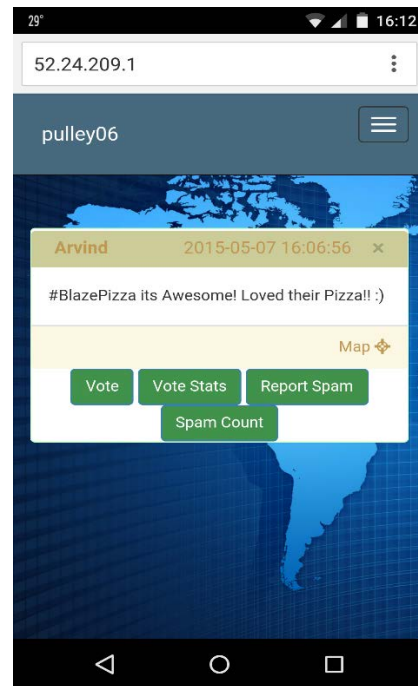 29° 16:12
52.24.209.1
pulley06
Arvind 2015-05-07 16:06:56 ×
#BlazePizza its Awesome! Loved their Pizza!! :)
Map
Vote Vote Stats Report Spam
Spam Count